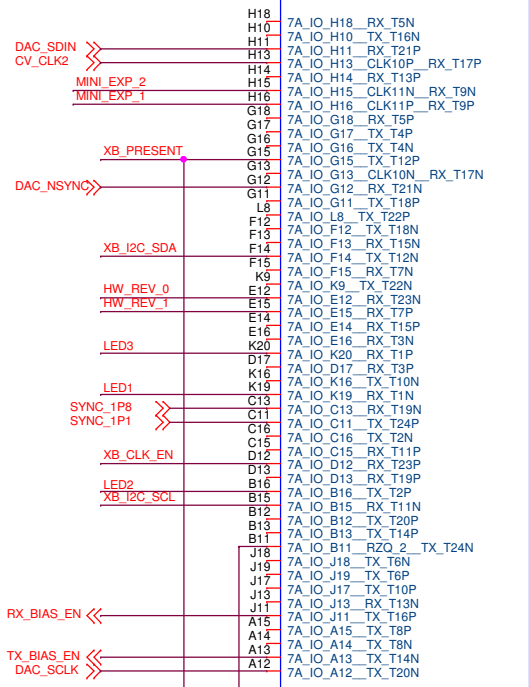 H18 7A_IO_H18__RX_T5N
H10 7A_IO_H10__TX_T16N
DAC_SDIN H11 7A_IO_H11__RX_T21P
CV_CLK2 H13 7A_IO_H13__CLK10P__RX_T17P
H14 7A_IO_H14__RX_T13P
MINI_EXP_2 H15 7A_IO_H15__CLK11N__RX_T9N
MINI_EXP_1 H16 7A_IO_H16__CLK11P__RX_T9P
G18 7A_IO_G18__RX_T5P
G17 7A_IO_G17__TX_T4P
G16 7A_IO_G16__TX_T4N
XB_PRESENT G15 7A_IO_G15__TX_T12P
G13 7A_IO_G13__CLK10N__RX_T17N
DAC_NSYNC G12 7A_IO_G12__RX_T21N
G11 7A_IO_G11__TX_T18P
L8 7A_IO_L8__TX_T22P
F12 7A_IO_F12__TX_T18N
F13 7A_IO_F13__RX_T15N
XB_I2C_SDA F14 7A_IO_F14__TX_T12N
F15 7A_IO_F15__RX_T7N
K9 7A_IO_K9__TX_T22N
HW_REV_0 E12 7A_IO_E12__RX_T23N
HW_REV_1 E15 7A_IO_E15__RX_T7P
E14 7A_IO_E14__RX_T15P
E16 7A_IO_E16__RX_T3N
LED3 K20 7A_IO_K20__RX_T1P
D17 7A_IO_D17__RX_T3P
K16 7A_IO_K16__TX_T10N
LED1 K19 7A_IO_K19__RX_T1N
SYNC_1P8 C13 7A_IO_C13__RX_T19N
SYNC_1P1 C11 7A_IO_C11__TX_T24P
C16 7A_IO_C16__TX_T2N
C15 7A_IO_C15__RX_T11P
XB_CLK_EN D12 7A_IO_D12__RX_T23P
D13 7A_IO_D13__RX_T19P
LED2 B16 7A_IO_B16__TX_T2P
XB_I2C_SCL B15 7A_IO_B15__RX_T11N
B12 7A_IO_B12__TX_T20P
B13 7A_IO_B13__TX_T14P
B11 7A_IO_B11__RZQ_2__TX_T24N
J18 7A_IO_J18__TX_T6N
J19 7A_IO_J19__TX_T6P
J17 7A_IO_J17__TX_T10P
J13 7A_IO_J13__RX_T13N
RX_BIAS_EN J11 7A_IO_J11__TX_T16P
A15 7A_IO_A15__TX_T8P
A14 7A_IO_A14__TX_T8N
TX_BIAS_EN A13 7A_IO_A13__TX_T14N
DAC_SCLK A12 7A_IO_A12__TX_T20N